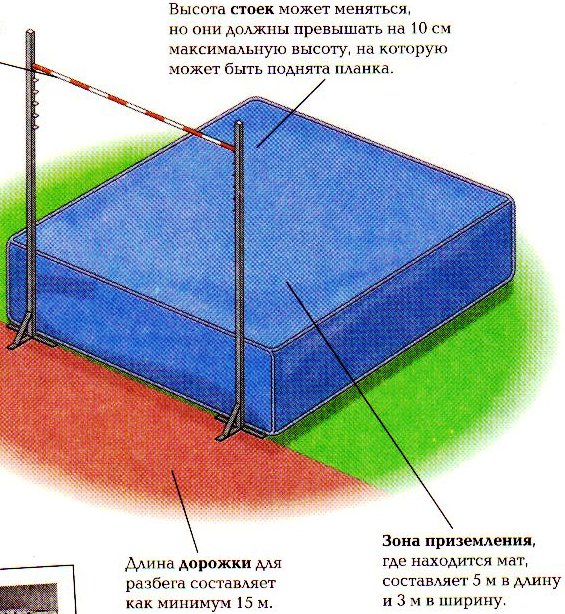 Высота стоек может меняться,
но они должны превышать на 10 см
максимальную высоту, на которую
может быть поднята планка.
Зона приземления,
где находится мат,
составляет 5 м в длину
и 3 м в ширину.
Длина дорожки для
разбега составляет
как минимум 15 м.